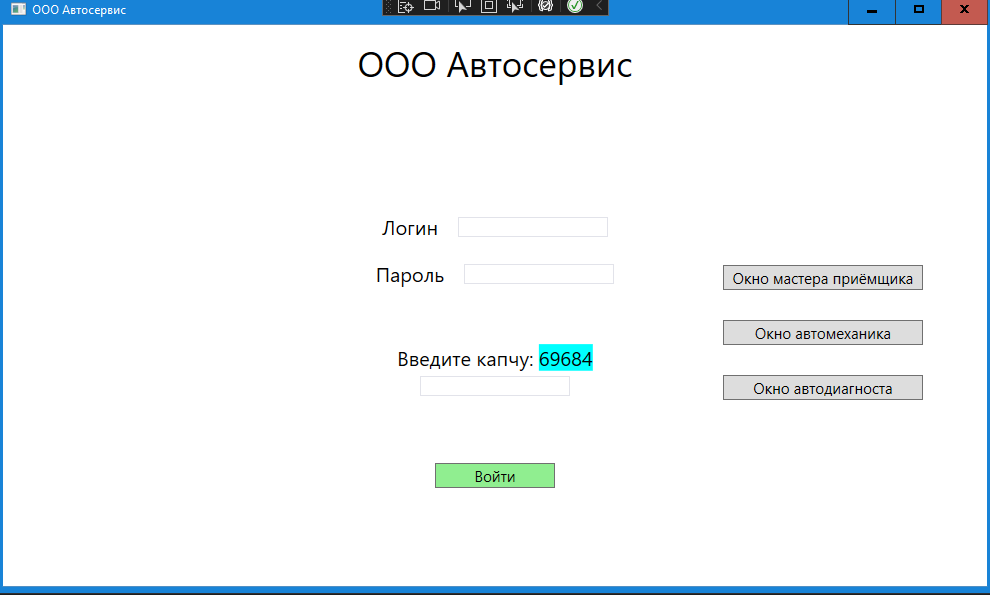 ООО Автосервис
ООО Автосервис
Логин
Пароль
Окно мастера приёмщика
Окно автомеханика
Введите капчу: 69684
Окно автодиагноста
Войти